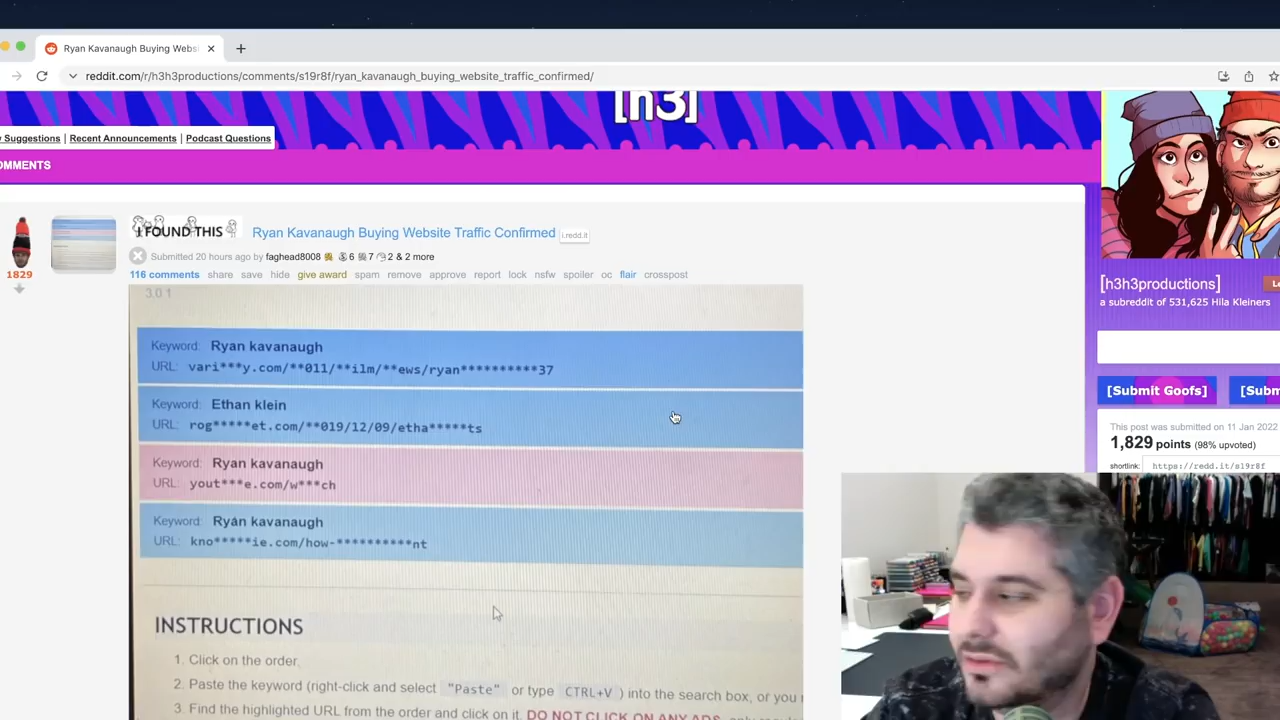 Ryan Kavanaugh Buying Websi
reddit.com/r/h3h3productions/comments/s19r8f/ryan_kavanaugh_buying_website_traffic_confirmed/
[h3]
Suggestions | Recent Announcements | Podcast Questions
OMMENTS
I FOUND THIS Ryan Kavanaugh Buying Website Traffic Confirmed i.redd.it
Submitted 20 hours ago by faghead8008 6 7 2 & 2 more
1829
116 comments share save hide give award spam remove approve report lock nsfw spoiler oc flair crosspost
3.0.1
Keyword: Ryan kavanaugh
URL: vari***y.com/**011/**ilm/**ews/ryan**********37
Keyword: Ethan klein
URL: rog*****et.com/**019/12/09/etha*****ts
Keyword: Ryan kavanaugh
URL: yout***e.com/w***ch
Keyword: Ryan kavanaugh
URL: kno*****ie.com/how-**********nt
INSTRUCTIONS
1. Click on the order.
2. Paste the keyword (right-click and select "Paste" or type CTRL+V ) into the search box, or you
3. Find the highlighted URL from the order and click on it. DO NOT CLICK ON ANY ADS, only
[h3h3productions]
a subreddit of 531,625 Hila Kleiners
[Submit Goofs]
[Subm
This post was submitted on 11 Jan 2022
1,829 points (98% upvoted)
shortlink: https://redd.it/s19r8f